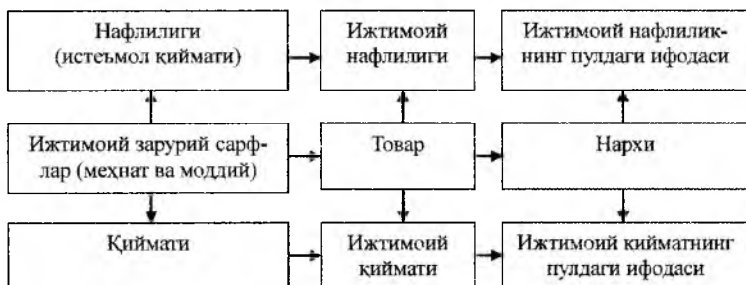 Нафлилиги
(истеъмол қиймати)
Ижтимоий
нафлилиги
Ижтимоий нафлилик-
нинг пулдаги ифодаси
Ижтимоий зарурий сарф-
лар (меҳнат ва моддий)
Товар
Нархи
Қиймати
Ижтимоий
қиймати
Ижтимоий қийматнинг
пулдаги ифодаси